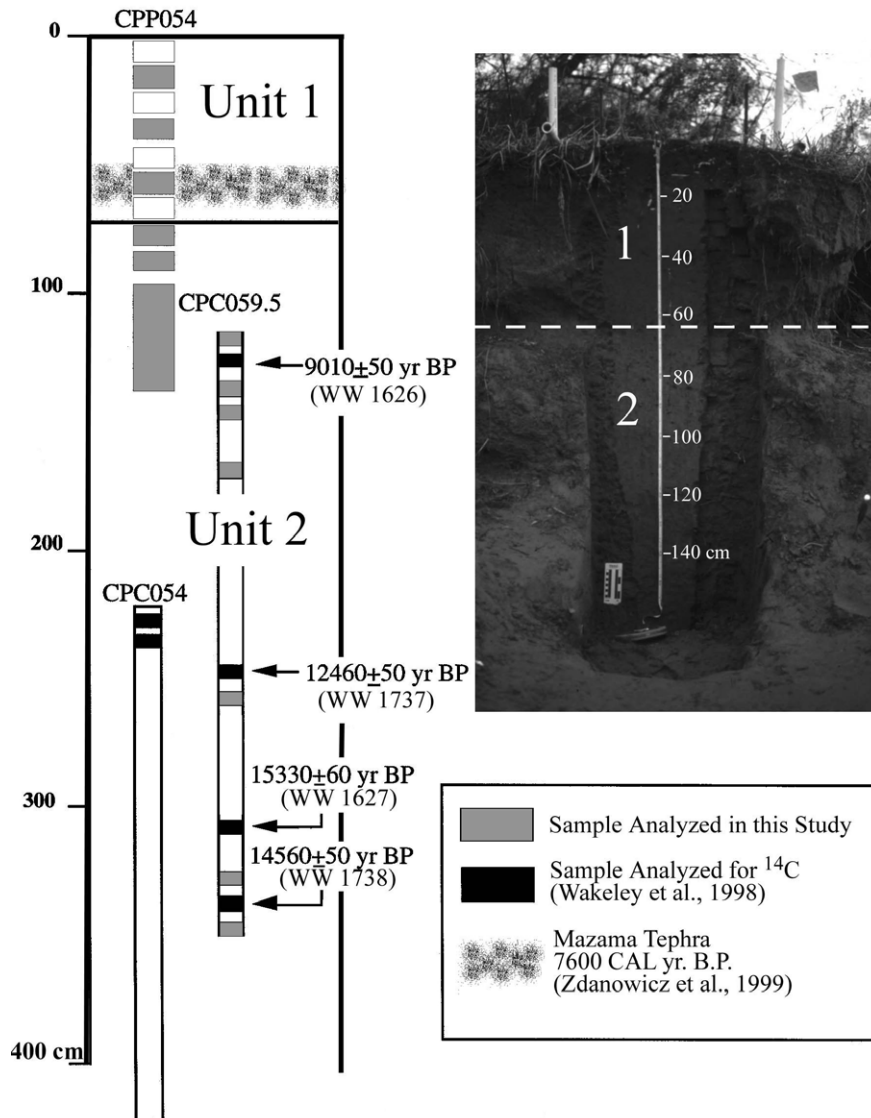 CPP054
0
Unit 1
100
CPC059.5
9010±50 yr BP
(WW 1626)
Unit 2
200
CPC054
12460±50 yr BP
(WW 1737)
15330±60 yr BP
(WW 1627)
300
14560±50 yr BP
(WW 1738)
400 cm
20
1
40
60
80
2
100
120
140 cm
Sample Analyzed in this Study
Sample Analyzed for ¹⁴C
(Wakeley et al., 1998)
Mazama Tephra
7600 CAL yr. B.P.
(Zdanowicz et al., 1999)